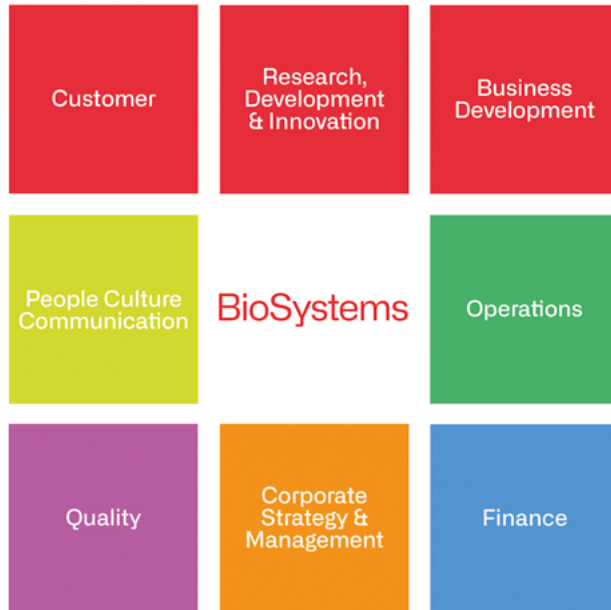 Customer
Research,
Development
& Innovation
Business
Development
People Culture
Communication
BioSystems
Operations
Quality
Corporate
Strategy &
Management
Finance